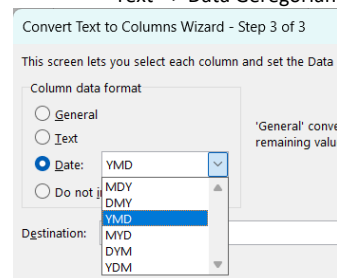 Text -> Data Geregorian
Convert Text to Columns Wizard - Step 3 of 3
This screen lets you select each column and set the Data
Column data format
General
Text
Date: YMD
Do not
MDY
DMY
YMD
MYD
DYM
YDM
'General' conve
remaining valu
Destination: